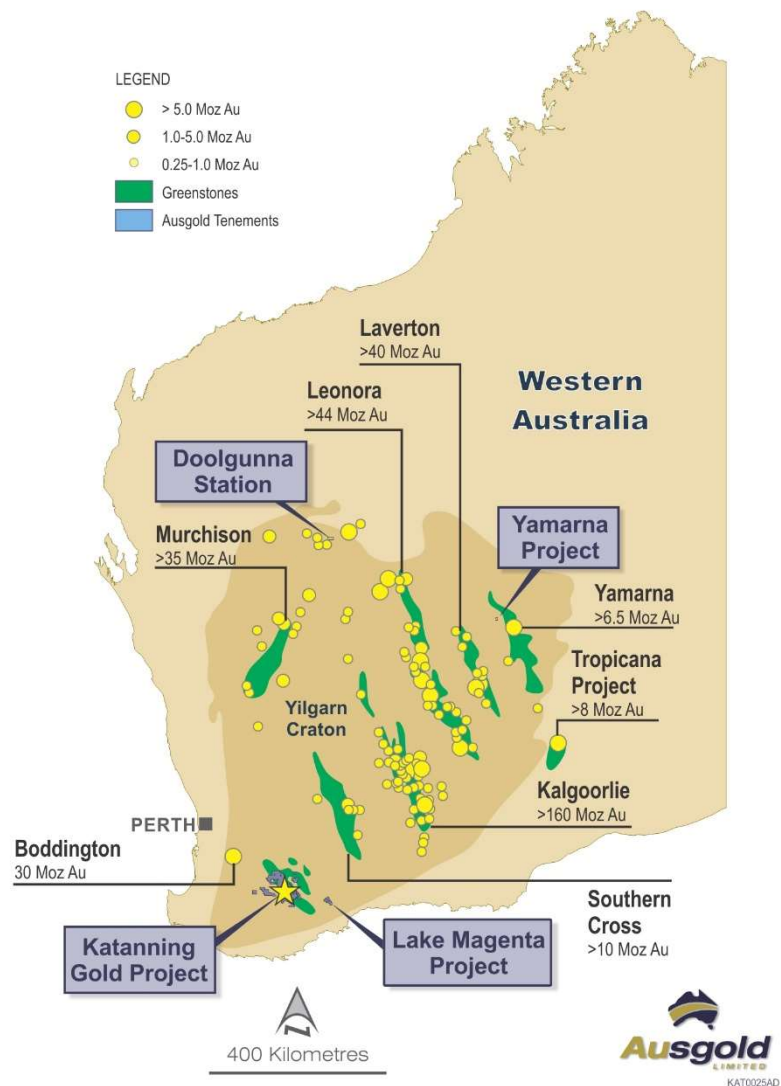 LEGEND
> 5.0 Moz Au
1.0-5.0 Moz Au
0.25-1.0 Moz Au
Greenstones
Ausgold Tenements
Laverton
>40 Moz Au
Leonora
>44 Moz Au
Western
Australia
Doolgunna
Station
Murchison
>35 Moz Au
Yamarna
Project
Yamarna
>6.5 Moz Au
Tropicana
Project
>8 Moz Au
Yilgarn
Craton
Kalgoorlie
>160 Moz Au
PERTH
Boddington
30 Moz Au
Southern
Cross
>10 Moz Au
Katanning
Gold Project
Lake Magenta
Project
N
400 Kilometres
Ausgold
LIMITED
KAT0025AD